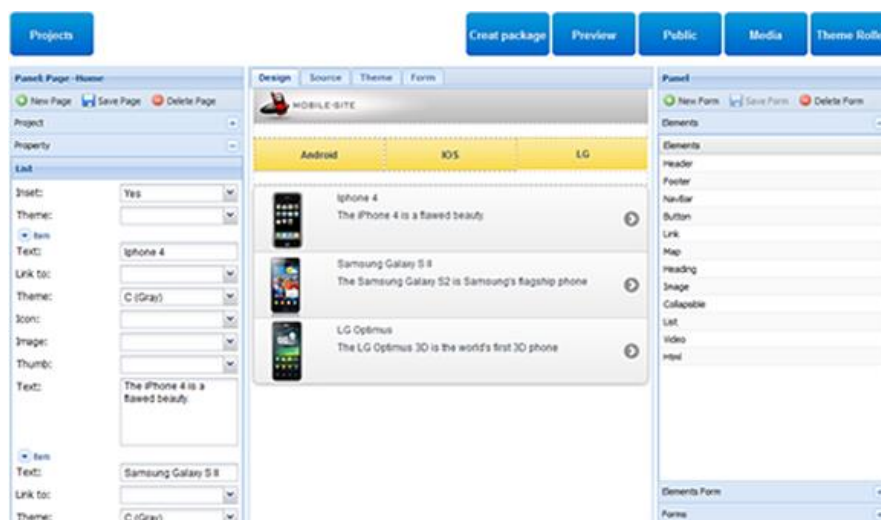 Projects
Creat package
Preview
Public
Media
Theme Rolle
Panel: Page -Home
New Page
Save Page
Delete Page
Project
Property
List
Inset:
Yes
Theme:
Item
Text:
Iphone 4
Link to:
Theme:
C (Gray)
Icon:
Image:
Thumb:
Text:
The iPhone 4 is a
flawed beauty.
Item
Text:
Samsung Galaxy S II
Link to:
Theme:
C (Gray)
Design
Source
Theme
Form
MOBILE-SITE
Android
IOS
LG
Iphone 4
The iPhone 4 is a flawed beauty.
Samsung Galaxy S II
The Samsung Galaxy S2 is Samsung's flagship phone
LG Optimus
The LG Optimus 3D is the world's first 3D phone
Panel
New Form
Save Form
Delete Form
Elements
Elements
Header
Footer
NavBar
Button
Link
Map
Heading
Image
Collapsible
List
Video
Html
Elements Form
Forms